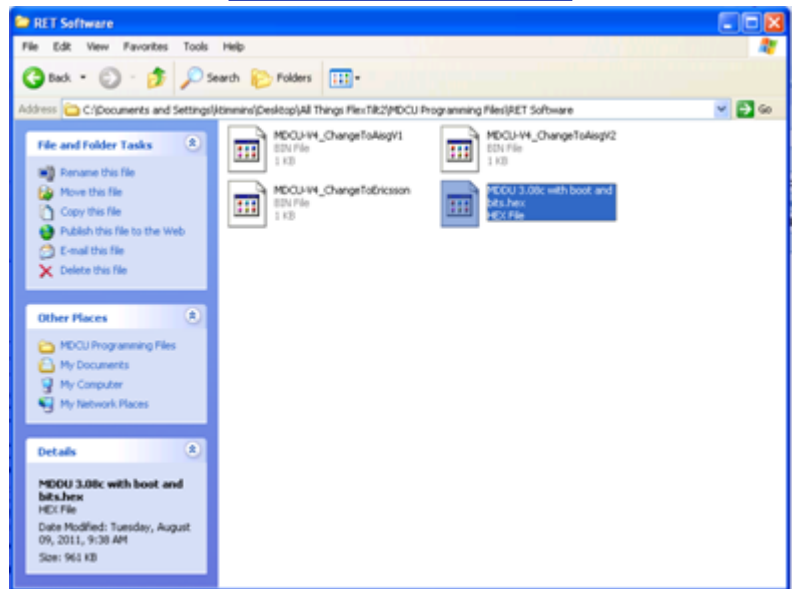 RET Software
File Edit View Favorites Tools Help
Back Search Folders
Address C:\Documents and Settings\ktimmins\Desktop\All Things FlexTilt2\MDCU Programming Files\RET Software Go
File and Folder Tasks
Rename this file
Move this file
Copy this file
Publish this file to the Web
E-mail this file
Delete this file
Other Places
MDCU Programming Files
My Documents
My Computer
My Network Places
Details
MDDU 3.08c with boot and
bits.hex
HEX File
Date Modified: Tuesday, August
09, 2011, 9:38 AM
Size: 961 KB
MDCU-V4_ChangeToAisgV1
BIN File
1 KB
MDCU-V4_ChangeToAisgV2
BIN File
1 KB
MDCU-V4_ChangeToEricsson
BIN File
1 KB
MDDU 3.08c with boot and
bits.hex
HEX File